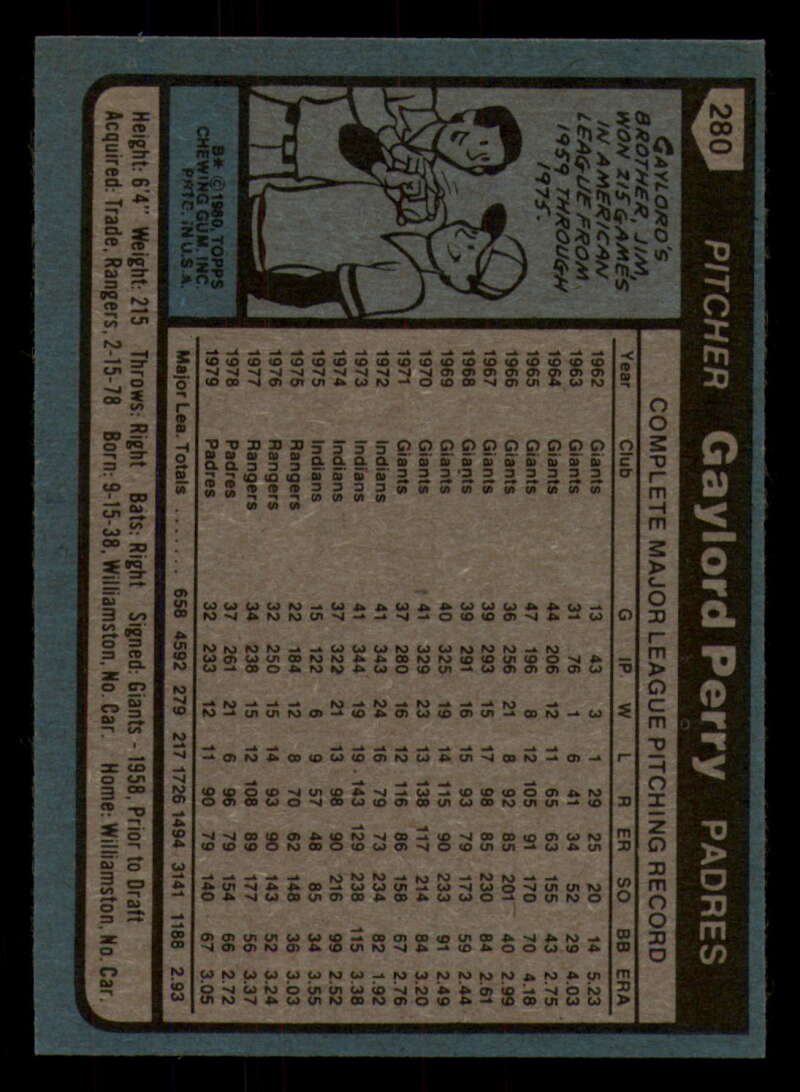 280 PITCHER Gaylord Perry PADRES
GAYLORD'S
BROTHER, JIM,
WON 215 GAMES
IN AMERICAN
LEAGUE FROM
1959 THROUGH
1975.
B* © 1980 TOPPS
CHEWING GUM, INC.
PRTD. IN U.S.A.
COMPLETE MAJOR LEAGUE PITCHING RECORD
Year Club G IP W L R ER SO BB ERA
1962 Giants 13 43 3 1 29 25 20 14 5.23
1963 Giants 31 76 1 6 41 34 52 29 4.03
1964 Giants 44 206 12 11 65 63 155 43 2.75
1965 Giants 47 196 8 12 105 91 170 70 4.18
1966 Giants 36 256 21 8 92 85 201 40 2.99
1967 Giants 39 293 15 17 98 85 230 84 2.61
1968 Giants 39 291 16 15 93 79 173 59 2.44
1969 Giants 40 325 19 14 115 90 233 91 2.49
1970 Giants 41 329 23 13 138 117 214 84 3.20
1971 Giants 37 280 16 12 116 86 158 67 2.76
1972 Indians 41 343 24 16 79 73 234 82 1.92
1973 Indians 41 344 19 19 143 129 238 115 3.38
1974 Indians 37 322 21 13 98 90 216 99 2.52
1975 Indians 15 122 6 9 57 48 85 34 3.55
1975 Rangers 22 184 12 8 70 62 148 36 3.03
1976 Rangers 32 250 15 14 93 90 143 52 3.24
1977 Rangers 34 238 15 12 108 89 177 56 3.37
1978 Padres 37 261 21 6 96 79 154 66 2.72
1979 Padres 32 233 12 11 90 79 140 67 3.05
Major Lea. Totals ........ 658 4592 279 217 1726 1494 3141 1188 2.93
Height: 6'4" Weight: 215 Throws: Right Bats: Right Signed: Giants - 1958, Prior to Draft
Acquired: Trade, Rangers, 2-15-78 Born: 9-15-38, Williamston, No. Car. Home: Williamston, No. Car.